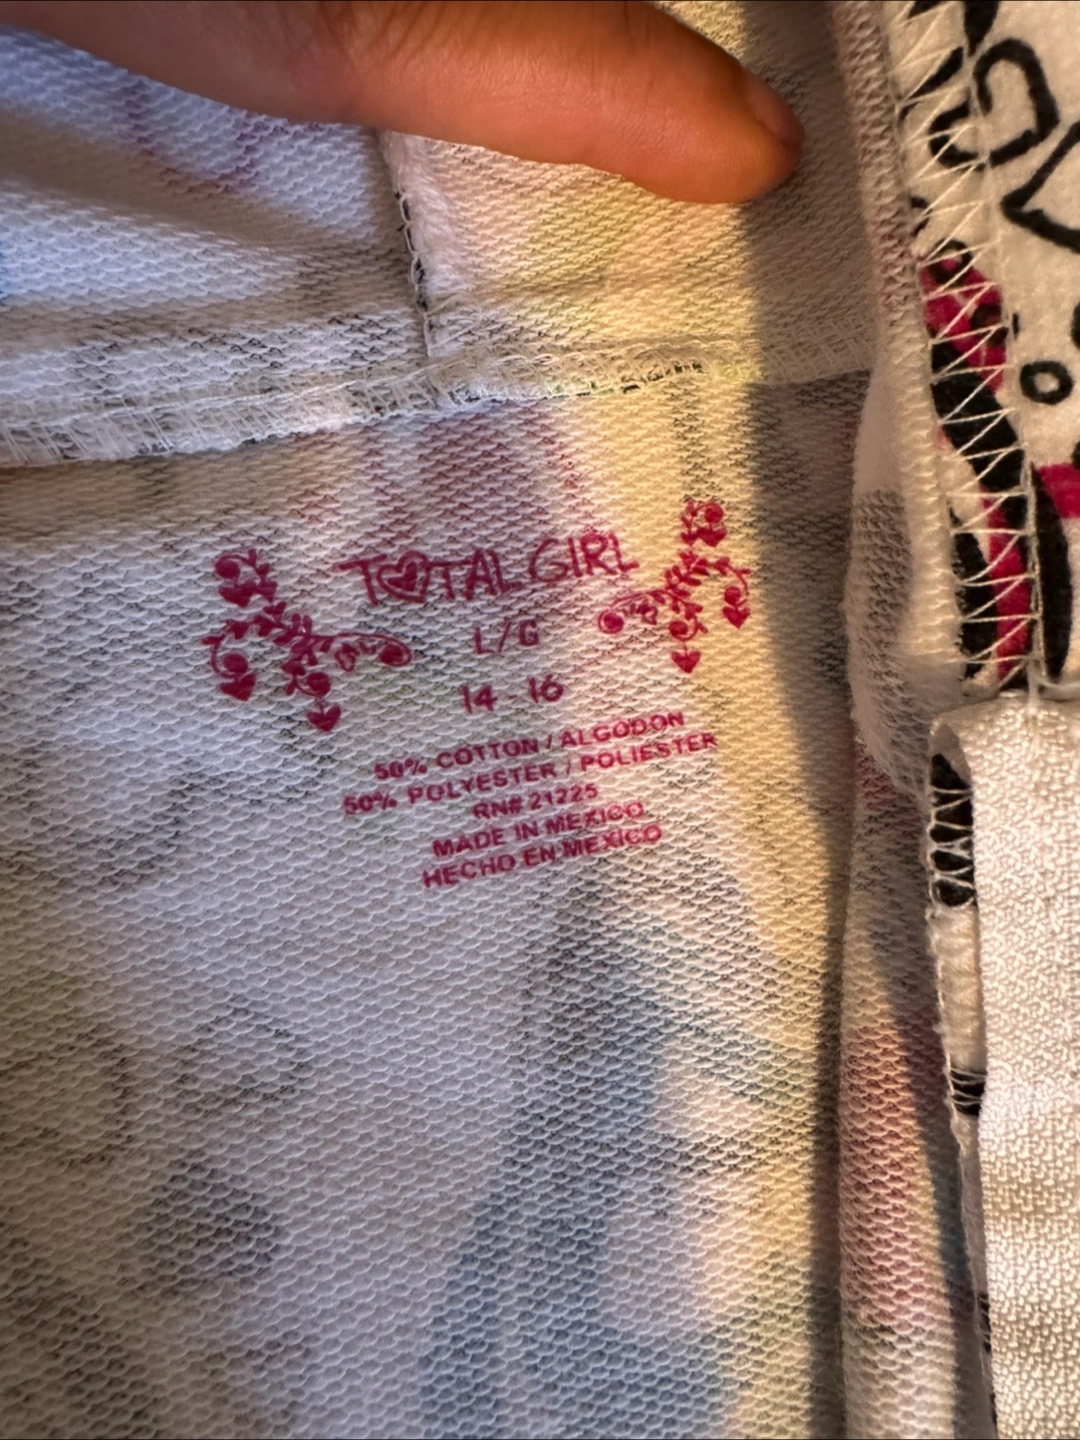 TOTAL GIRL
L/G
14-16
50% COTTON / ALGODON
50% POLYESTER / POLIESTER
RN# 21225
MADE IN MEXICO
HECHO EN MEXICO